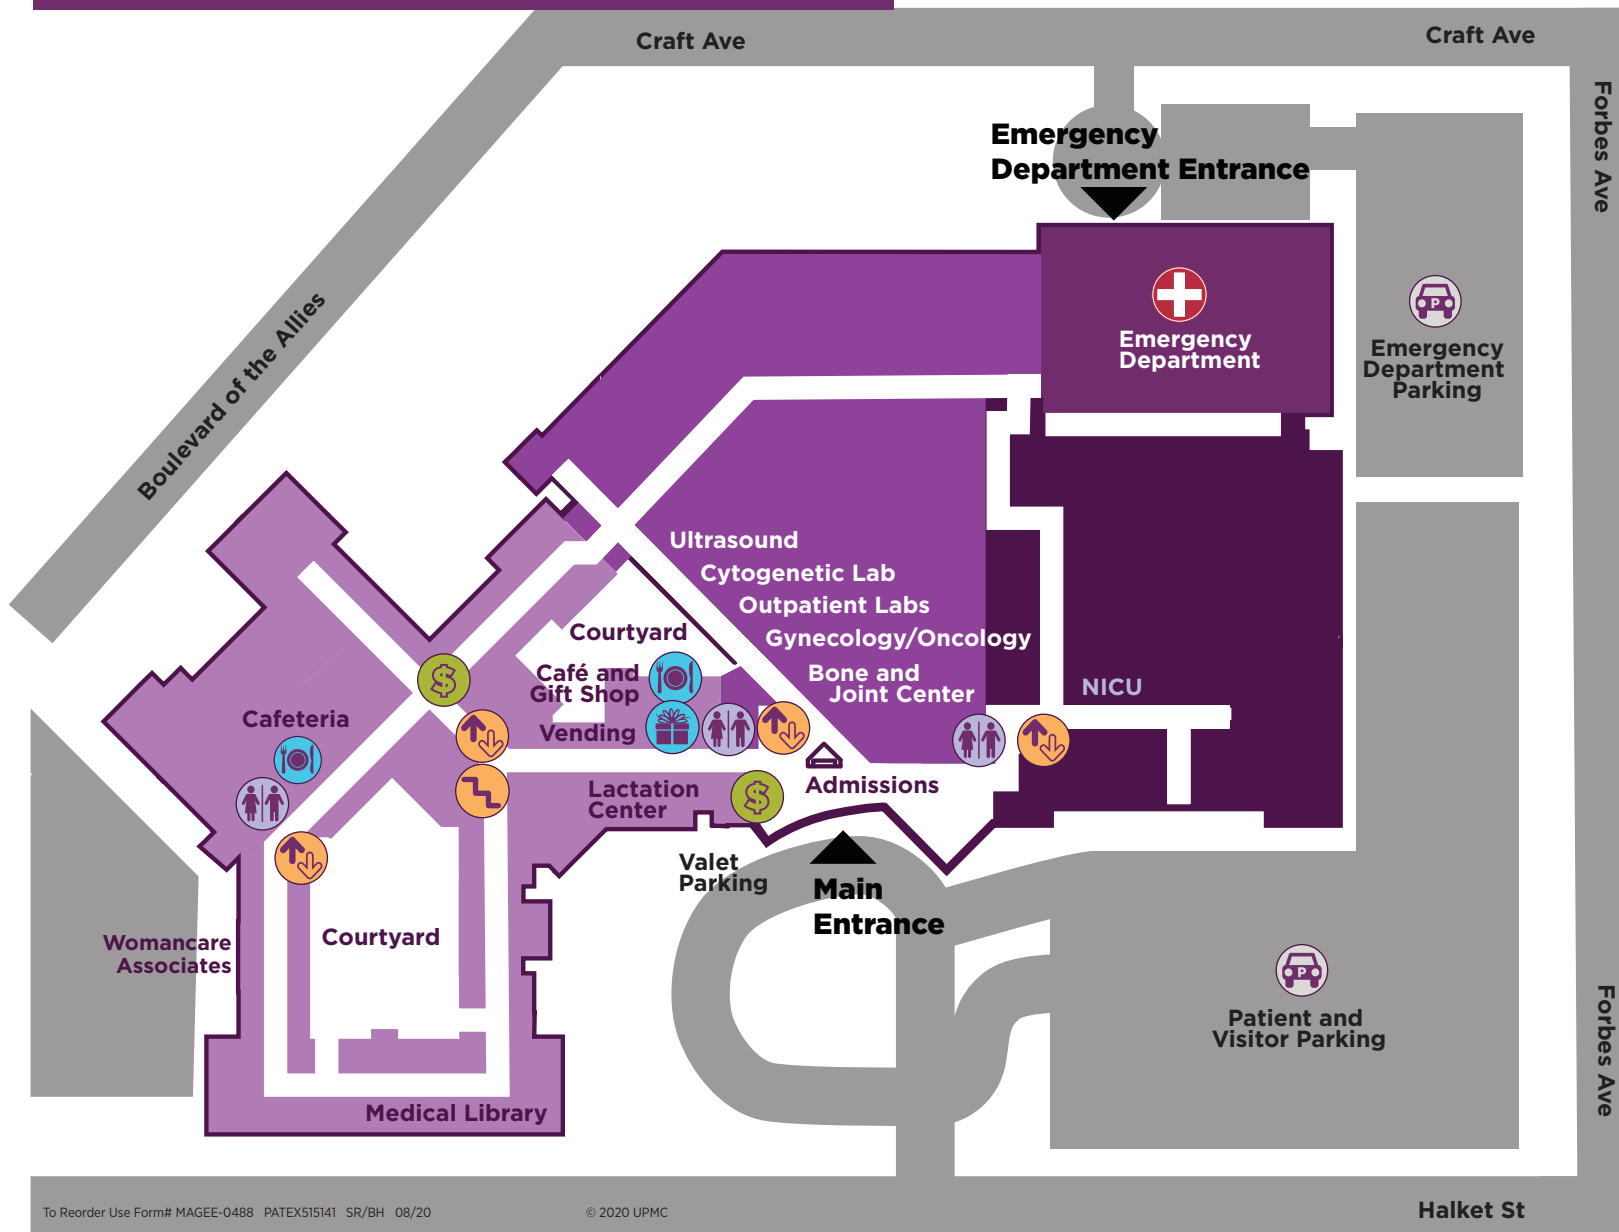 Craft Ave
Craft Ave
Forbes Ave
Emergency
Department Entrance
Boulevard of the Allies
Emergency
Department
P
Emergency
Department
Parking
Ultrasound
Cytogenetic Lab
Outpatient Labs
Gynecology/Oncology
Bone and
Joint Center
Courtyard
Café and
Gift Shop
Vending
$
NICU
Cafeteria
Lactation
Center
$
Admissions
Valet
Parking
Main
Entrance
Womancare
Associates
Courtyard
P
Patient and
Visitor Parking
Forbes Ave
Medical Library
To Reorder Use Form# MAGEE-0488 PATEX515141 SR/BH 08/20
© 2020 UPMC
Halket St